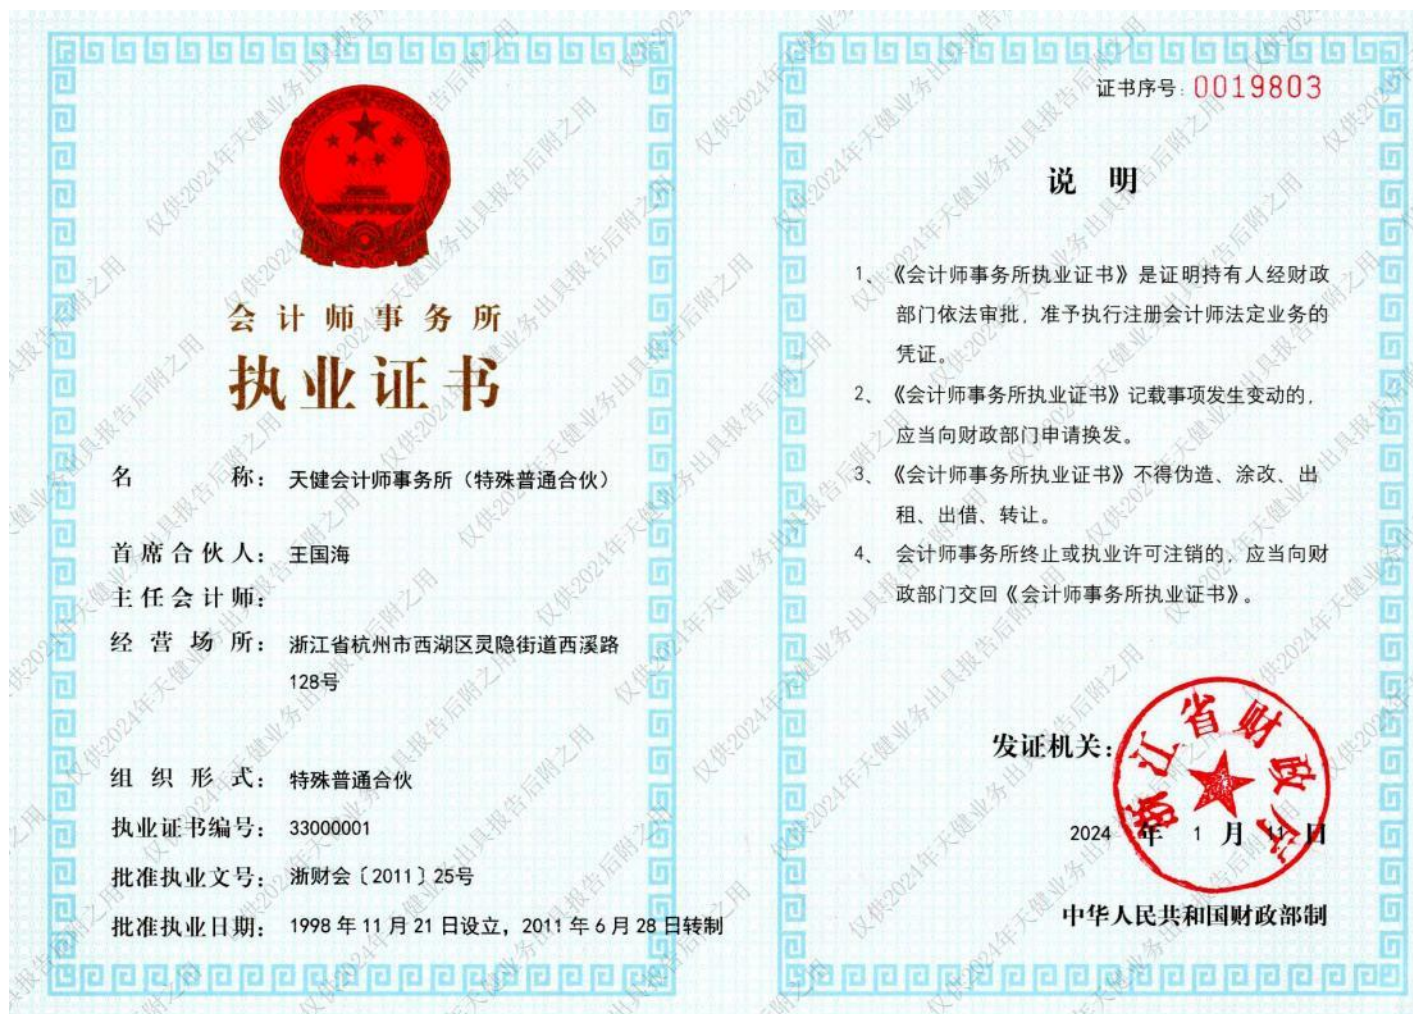 会计师事务所
执业证书
名 称：天健会计师事务所（特殊普通合伙）
首席合伙人：王国海
主任会计师：
经营场所：浙江省杭州市西湖区灵隐街道西溪路
128号
组织形式：特殊普通合伙
执业证书编号：33000001
批准执业文号：浙财会〔2011〕25号
批准执业日期：1998年11月21日设立，2011年6月28日转制
证书序号：0019803
说 明
1、《会计师事务所执业证书》是证明持有人经财政
部门依法审批，准予执行注册会计师法定业务的
凭证。
2、《会计师事务所执业证书》记载事项发生变动的，
应当向财政部门申请换发。
3、《会计师事务所执业证书》不得伪造、涂改、出
租、出借、转让。
4、会计师事务所终止或执业许可注销的，应当向财
政部门交回《会计师事务所执业证书》。
发证机关：
浙江省财政厅
2024年1月11日
中华人民共和国财政部制
仅供2024年天健业务出具报告后附之用